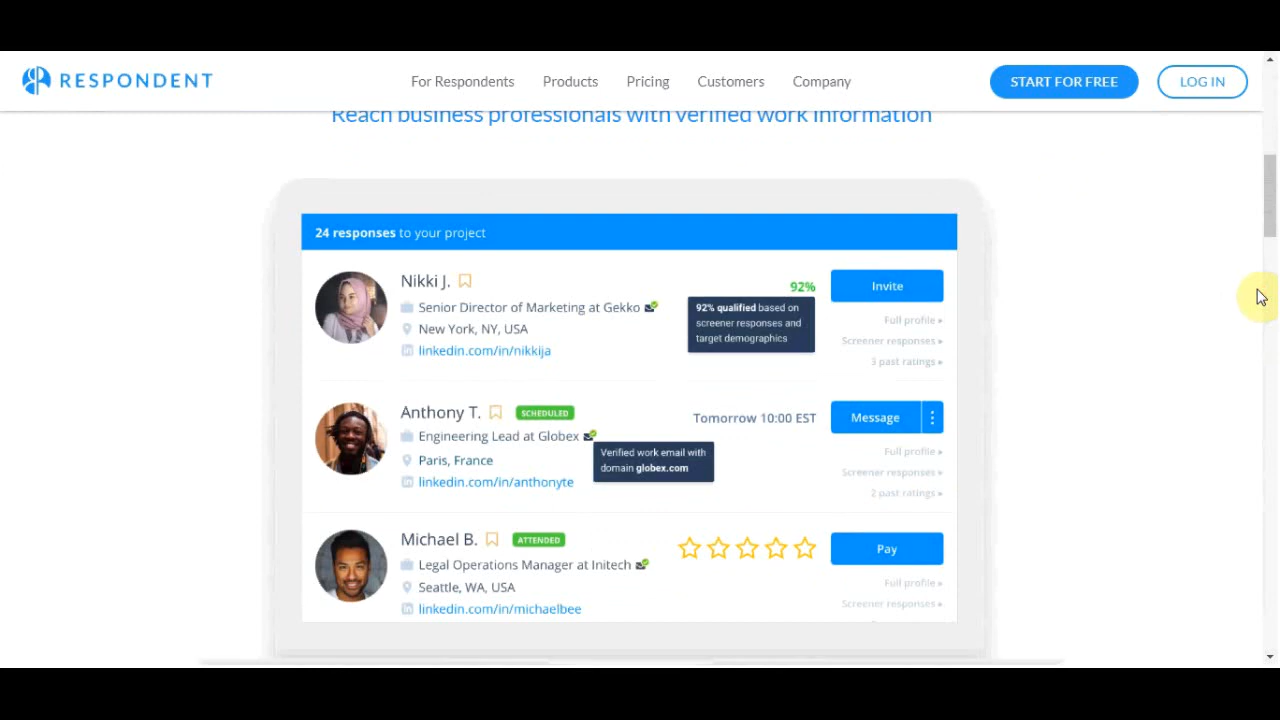 RESPONDENT
For Respondents Products Pricing Customers Company
START FOR FREE LOG IN
Reach business professionals with verified work information
24 responses to your project
Nikki J.
Senior Director of Marketing at Gekko
New York, NY, USA
linkedin.com/in/nikkija
92%
92% qualified based on
screener responses and
target demographics
Invite
Full profile
Screener responses
3 past ratings
Anthony T. SCHEDULED
Engineering Lead at Globex
Paris, France
linkedin.com/in/anthonyte
Verified work email with
domain globex.com
Tomorrow 10:00 EST
Message
Full profile
Screener responses
2 past ratings
Michael B. ATTENDED
Legal Operations Manager at Initech
Seattle, WA, USA
linkedin.com/in/michaelbee
Pay
Full profile
Screener responses